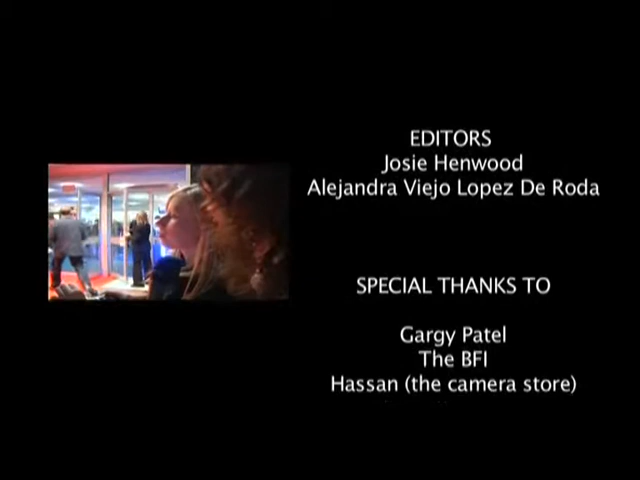 EDITORS
Josie Henwood
Alejandra Viejo Lopez De Roda
SPECIAL THANKS TO
Gargy Patel
The BFI
Hassan (the camera store)